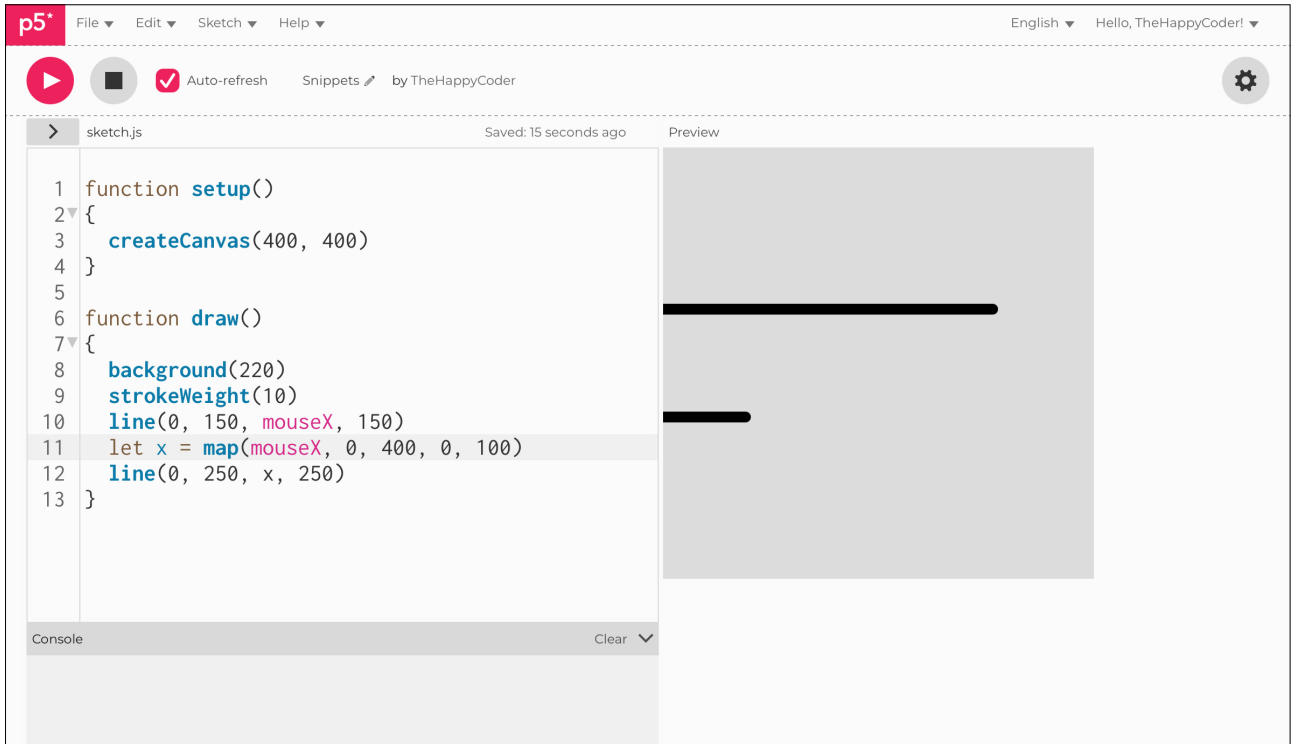 p5* File Edit Sketch Help English Hello, TheHappyCoder!
Auto-refresh Snippets by TheHappyCoder
sketch.js Saved: 15 seconds ago Preview
1 function setup()
2 {
3   createCanvas(400, 400)
4 }
5
6 function draw()
7 {
8   background(220)
9   strokeWeight(10)
10   line(0, 150, mouseX, 150)
11   let x = map(mouseX, 0, 400, 0, 100)
12   line(0, 250, x, 250)
13 }
Console Clear